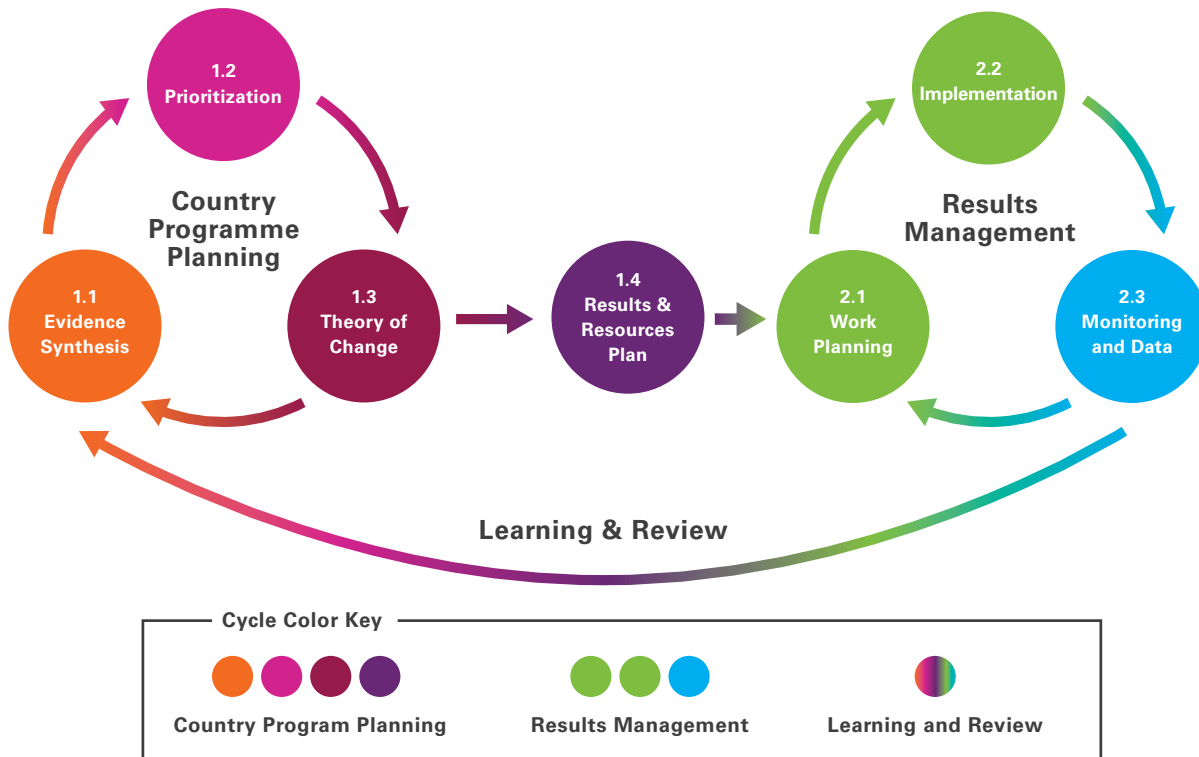 1.2
Prioritization
2.2
Implementation
Country
Programme
Planning
Results
Management
1.1
Evidence
Synthesis
1.3
Theory of
Change
1.4
Results &
Resources
Plan
2.1
Work
Planning
2.3
Monitoring
and Data
Learning & Review
Cycle Color Key
Country Program Planning
Results Management
Learning and Review